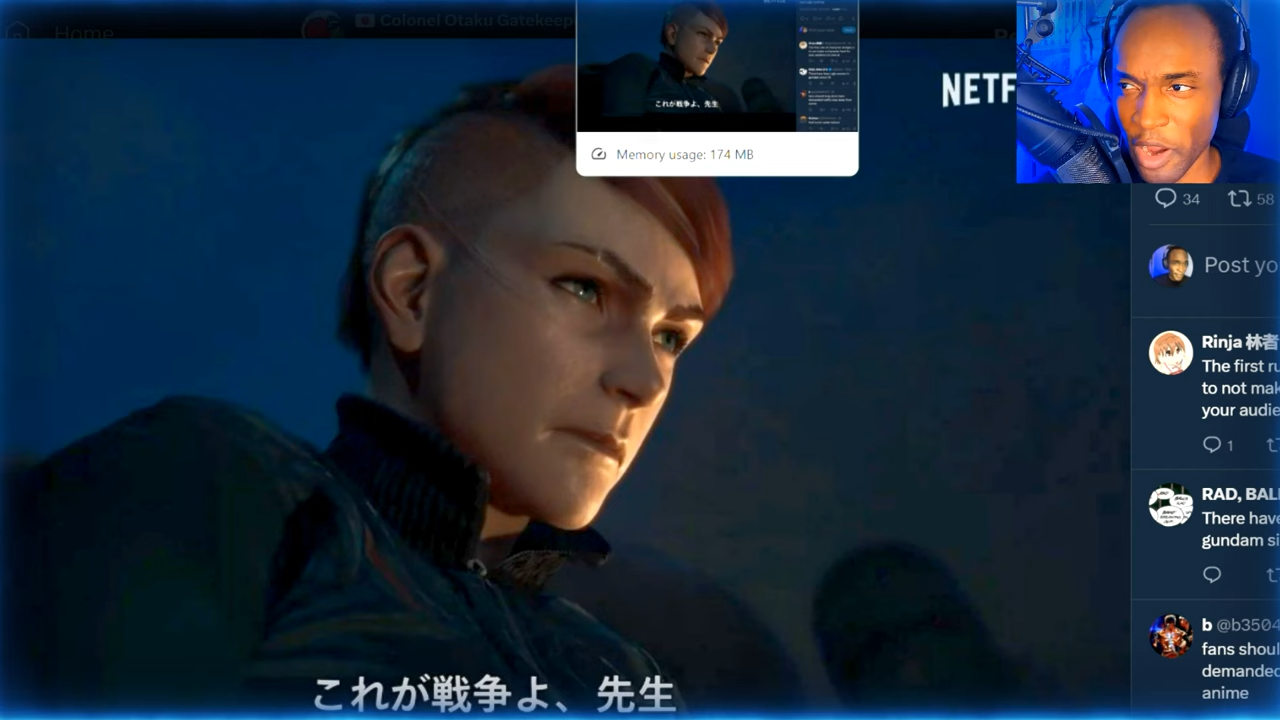 Home
Colonel Otaku Gatekeep
これが戦争よ、先生
Memory usage: 174 MB
NETF
34
58
Post yo
Rinja 林者
The first ru
to not mak
your audie
1
RAD, BALI
There have
gundam si
b @b3504
fans shoul
demanded
anime
これが戦争よ、先生